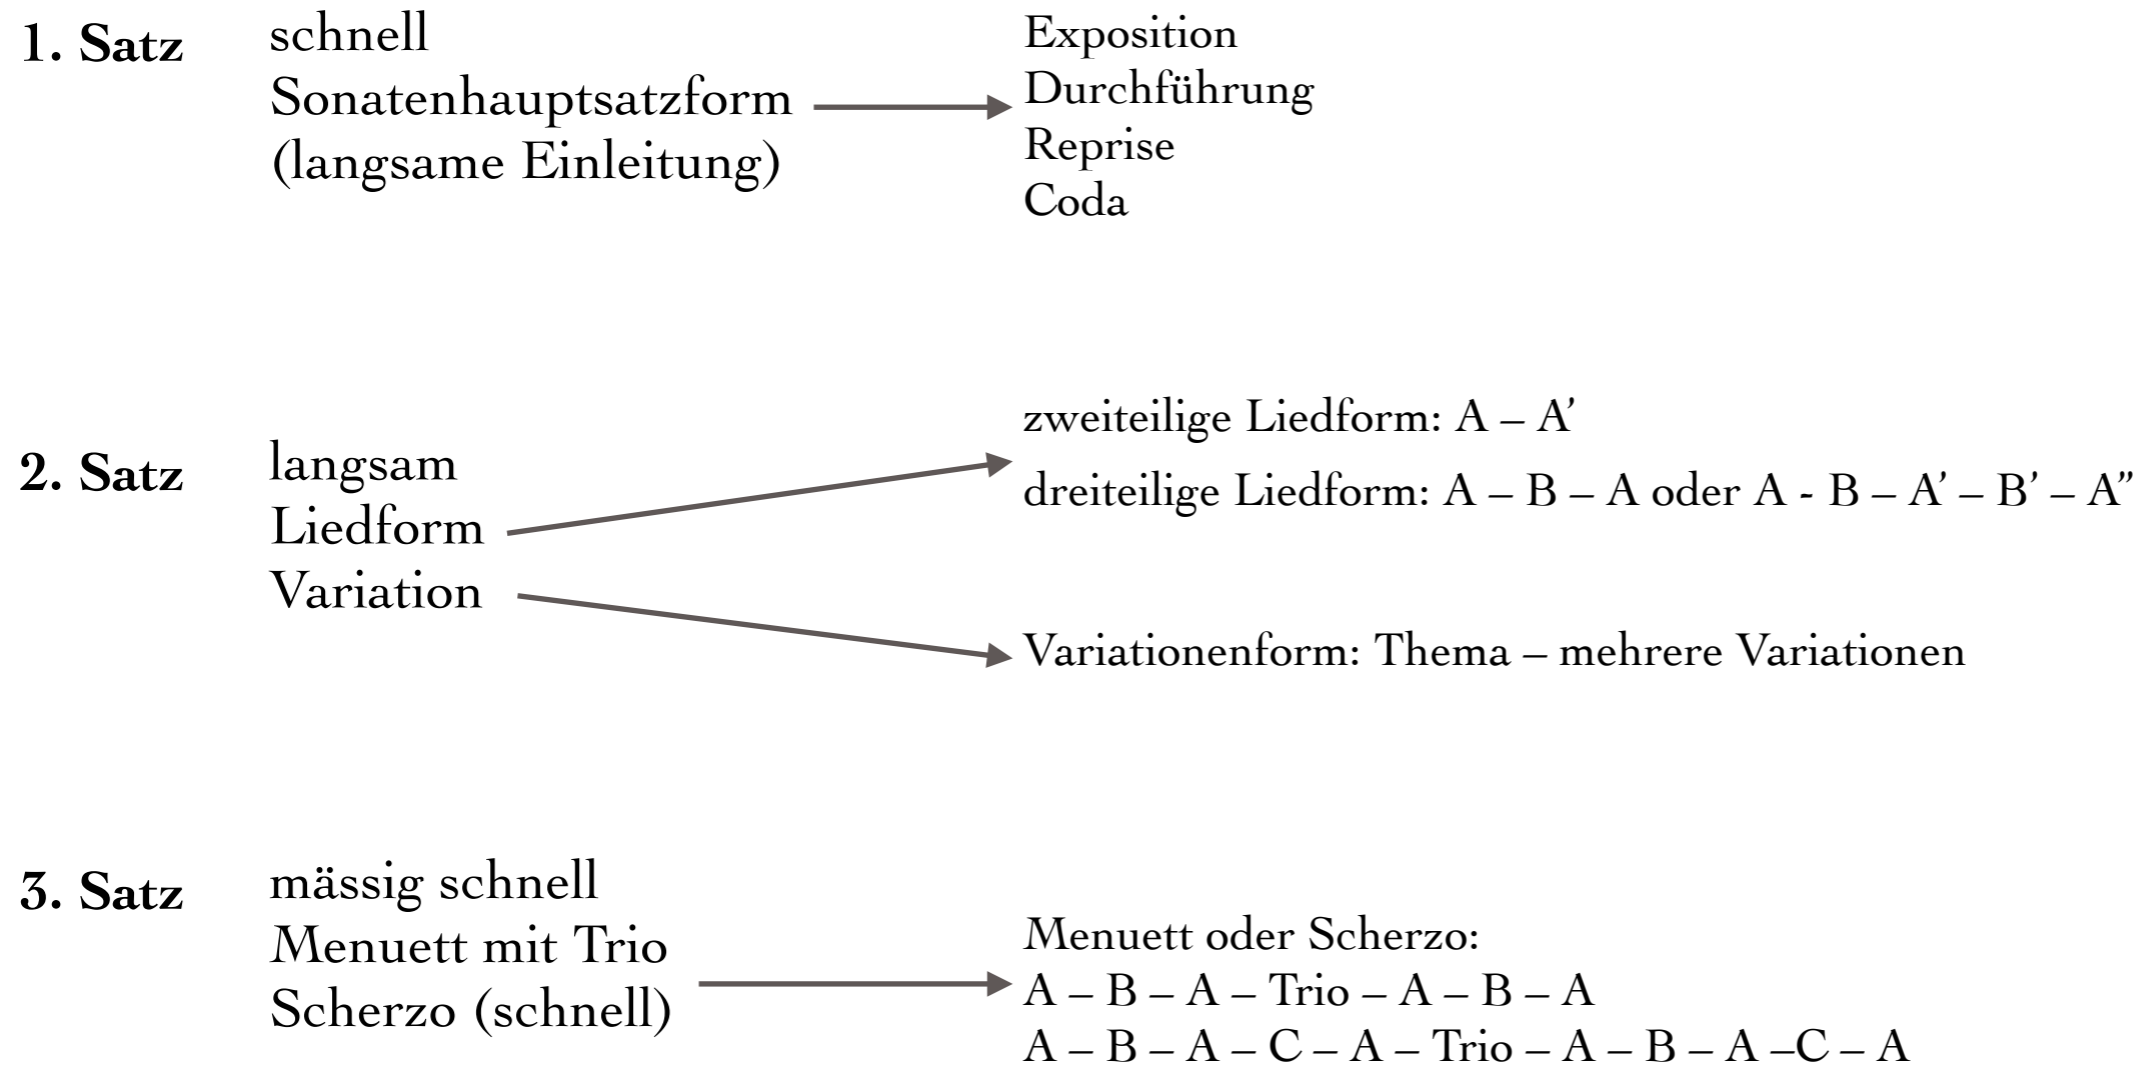 1. Satz
schnell
Sonatenhauptsatzform
(langsame Einleitung)
Exposition
Durchführung
Reprise
Coda
2. Satz
langsam
Liedform
Variation
zweiteilige Liedform: A – A’
dreiteilige Liedform: A – B – A oder A - B – A’ – B’ – A”
Variationenform: Thema – mehrere Variationen
3. Satz
mässig schnell
Menuett mit Trio
Scherzo (schnell)
Menuett oder Scherzo:
A – B – A – Trio – A – B – A
A – B – A – C – A – Trio – A – B – A –C – A